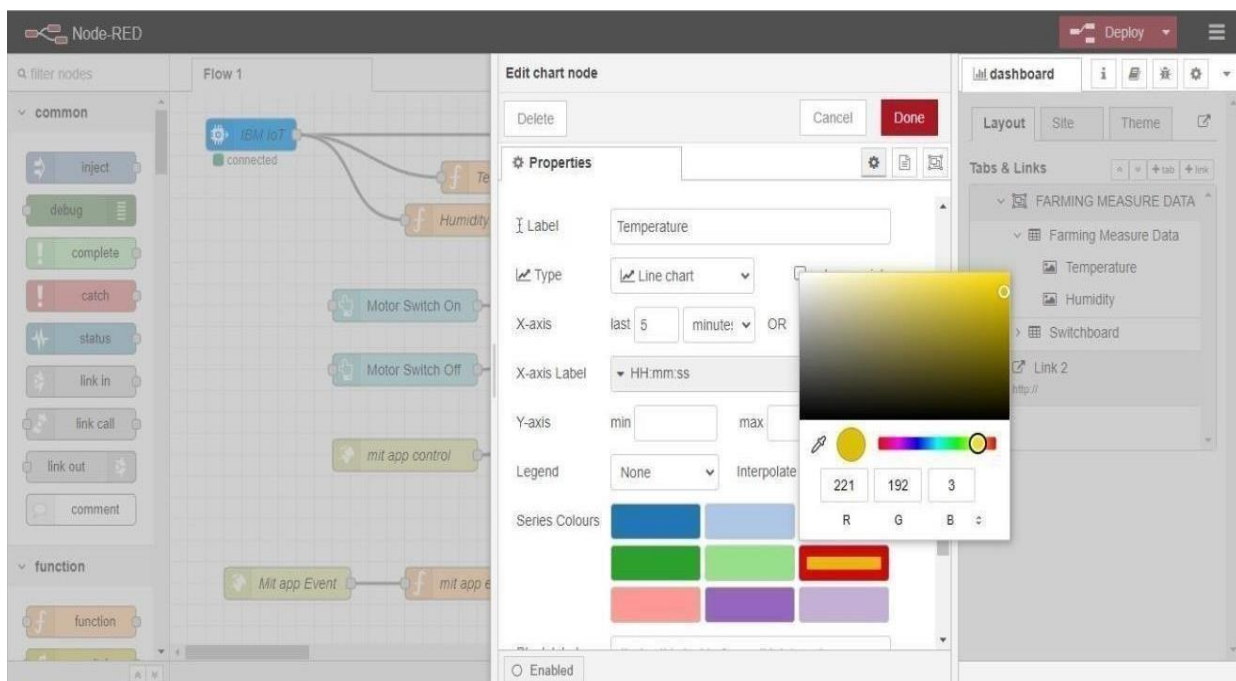 Node-RED
Deploy
filter nodes
common
inject
debug
complete
catch
status
link in
link call
link out
comment
function
function
Flow 1
IBM IoT
connected
Te
Humidity
Motor Switch On
Motor Switch Off
mit app control
Mit app Event
mit app e
Edit chart node
Delete
Cancel
Done
Properties
Label
Temperature
Type
Line chart
X-axis
last 5 minutes OR
X-axis Label
HH:mm:ss
Y-axis
min
max
Legend
None
Interpolate
Series Colours
221 192 3
R G B
Enabled
dashboard
i
Layout
Site
Theme
Tabs & Links
+ tab
+ link
FARMING MEASURE DATA
Farming Measure Data
Temperature
Humidity
Switchboard
Link 2
http://